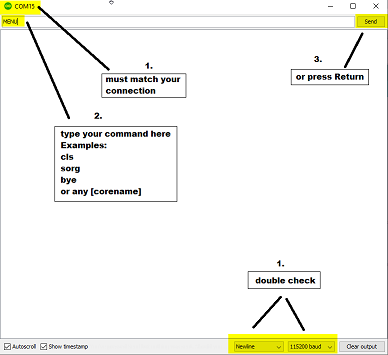 COM15
MENU
Send
1.
must match your
connection
3.
or press Return
2.
type your command here
Examples:
cls
sorg
bye
or any [corename]
1.
double check
Autoscroll
Show timestamp
Newline
115200 baud
Clear output